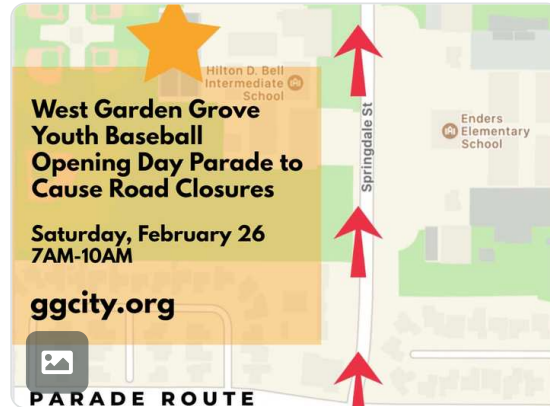 Hilton D. Bell
Intermediate
School
West Garden Grove
Youth Baseball
Opening Day Parade to
Cause Road Closures
Saturday, February 26
7AM-10AM
ggcity.org
Springdale St
Enders
Elementary
School
PARADE ROUTE